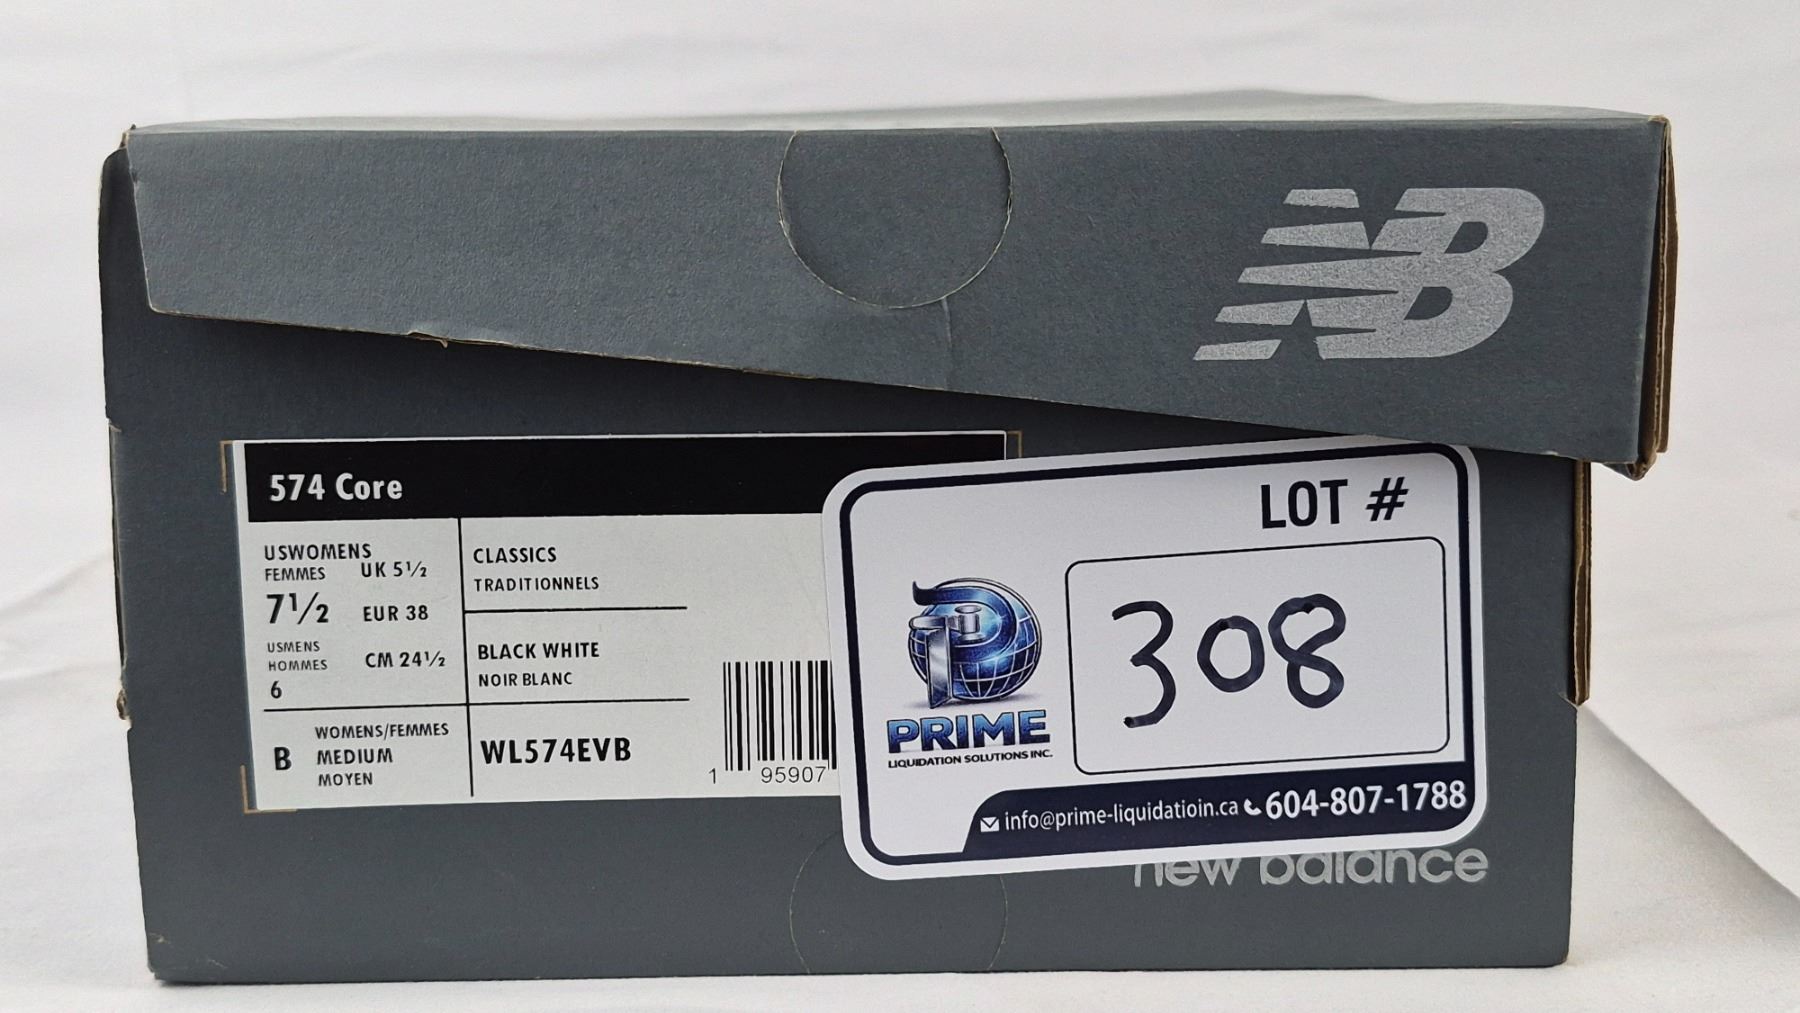 NB
574 Core
USWOMENS
FEMMES
UK 5½
7½
EUR 38
USMENS
HOMMES
CM 24½
6
CLASSICS
TRADITIONNELS
BLACK WHITE
NOIR BLANC
B
WOMENS/FEMMES
MEDIUM
MOYEN
WL574EVB
1 95907
LOT #
308
PRIME
LIQUIDATION SOLUTIONS INC.
info@prime-liquidatioin.ca 604-807-1788
new balance